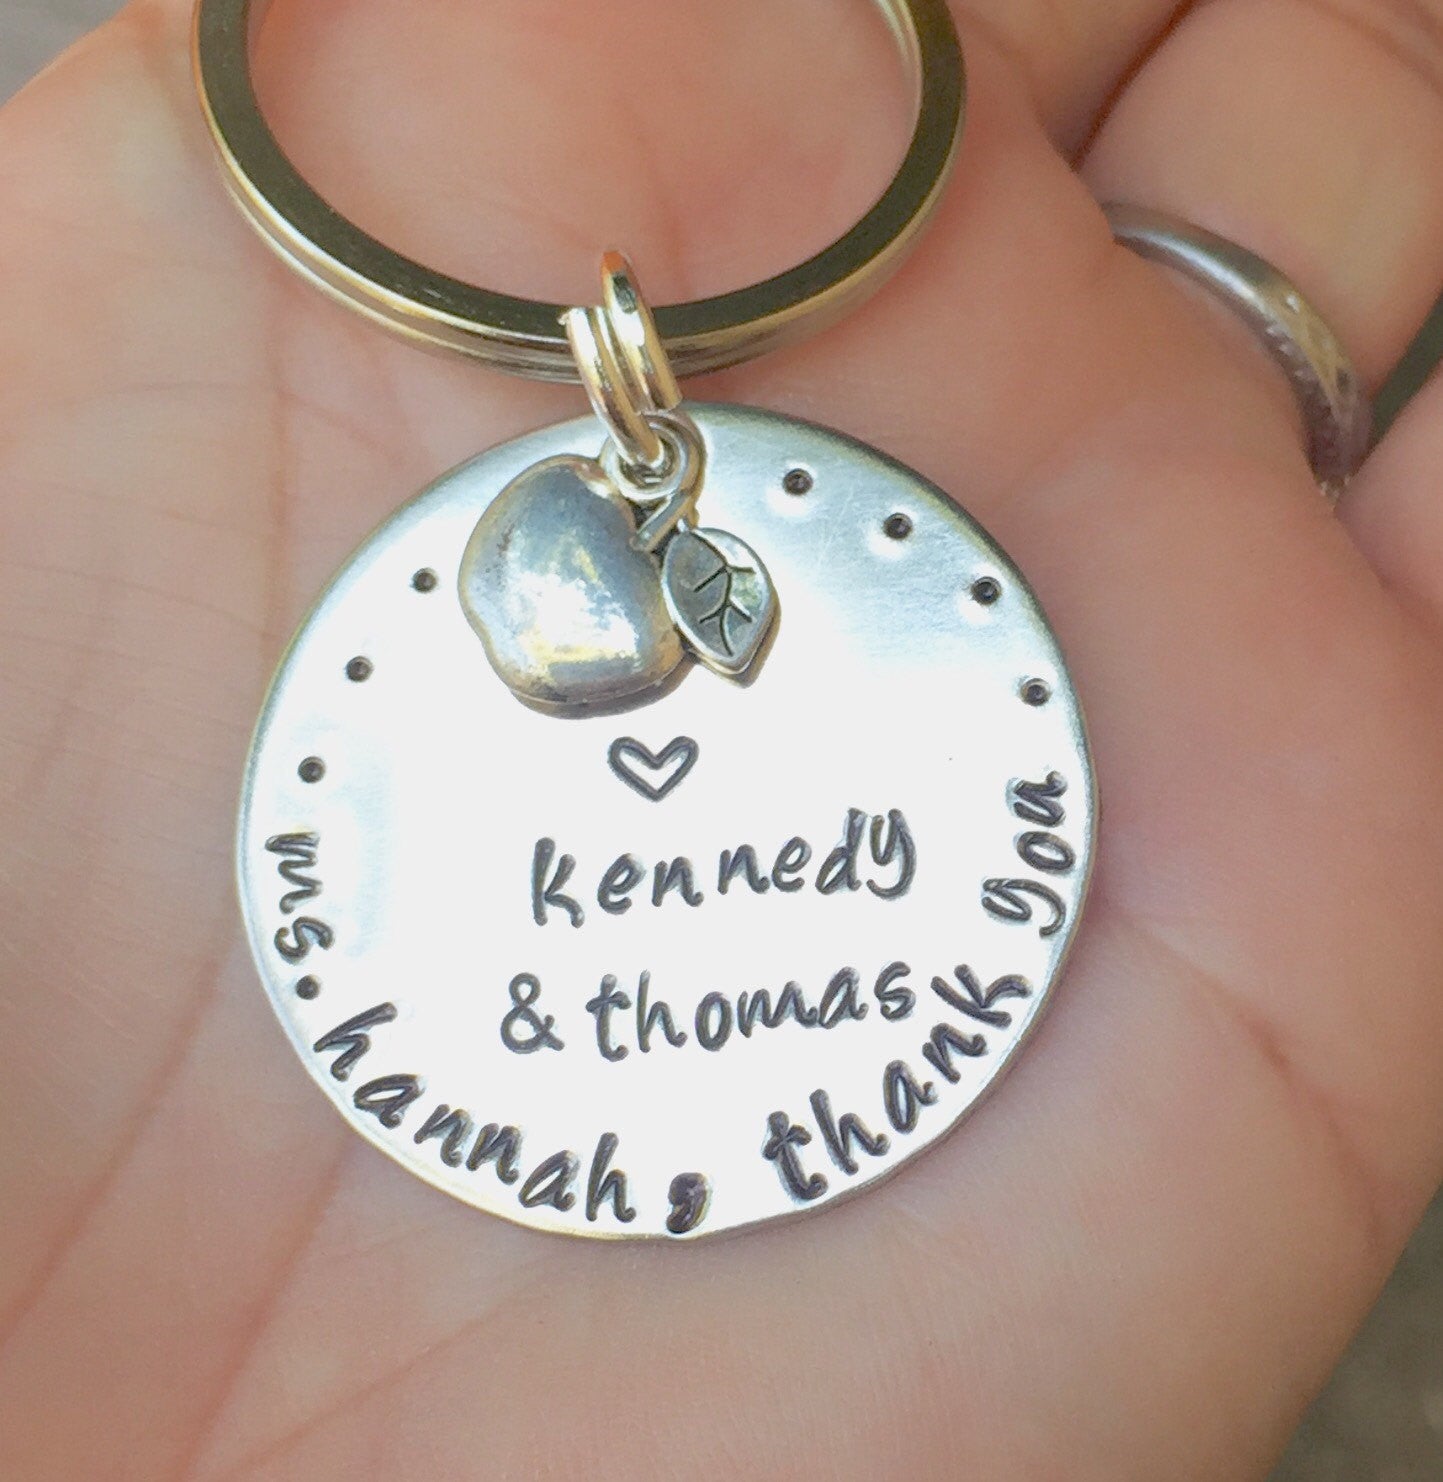 kennedy
& thomas
ms. hannah, thank you